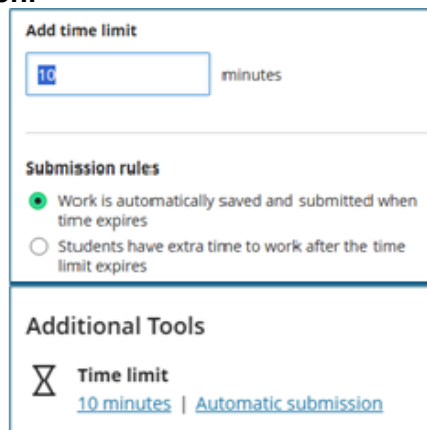 Add time limit
10 minutes
Submission rules
Work is automatically saved and submitted when
time expires
Students have extra time to work after the time
limit expires
Additional Tools
Time limit
10 minutes | Automatic submission